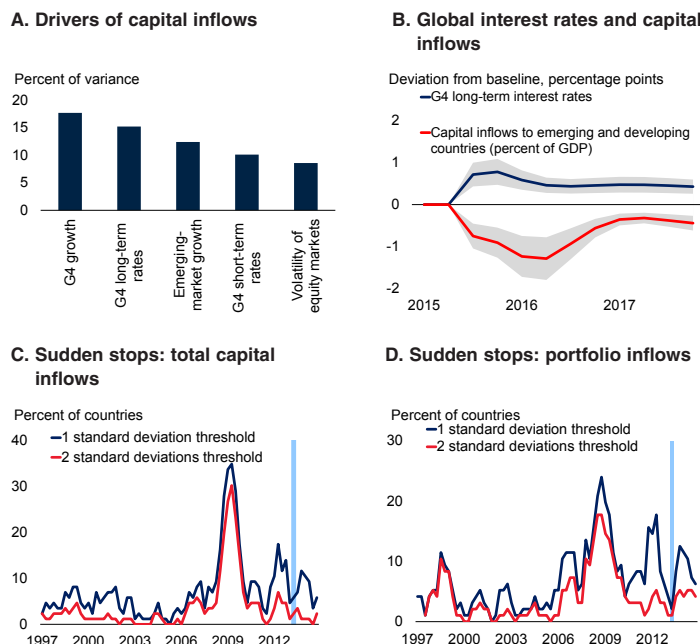 A. Drivers of capital inflows
Percent of variance
20
15
10
5
0
G4 growth
G4 long-term
rates
Emerging-
market growth
G4 short-term
rates
Volatility of
equity markets
B. Global interest rates and capital
inflows
Deviation from baseline, percentage points
G4 long-term interest rates
Capital inflows to emerging and developing
countries (percent of GDP)
2
1
0
-1
-2
2015
2016
2017
C. Sudden stops: total capital
inflows
Percent of countries
1 standard deviation threshold
2 standard deviations threshold
40
30
20
10
0
1997
2000
2003
2006
2009
2012
D. Sudden stops: portfolio inflows
Percent of countries
1 standard deviation threshold
2 standard deviations threshold
30
20
10
0
1997
2000
2003
2006
2009
2012